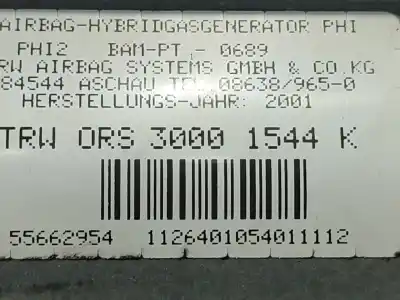 AIRBAG-HYBRIDGASGENERATOR PHI
PHI2 BAM-PT - 0689
RW AIRBAG SYSTEMS GMBH & CO.KG
84544 ASCHAU TEL.08638/965-0
HERSTELLUNGS-JAHR: 2001
TRW ORS 3000 1544 K
55662954 1126401054011112